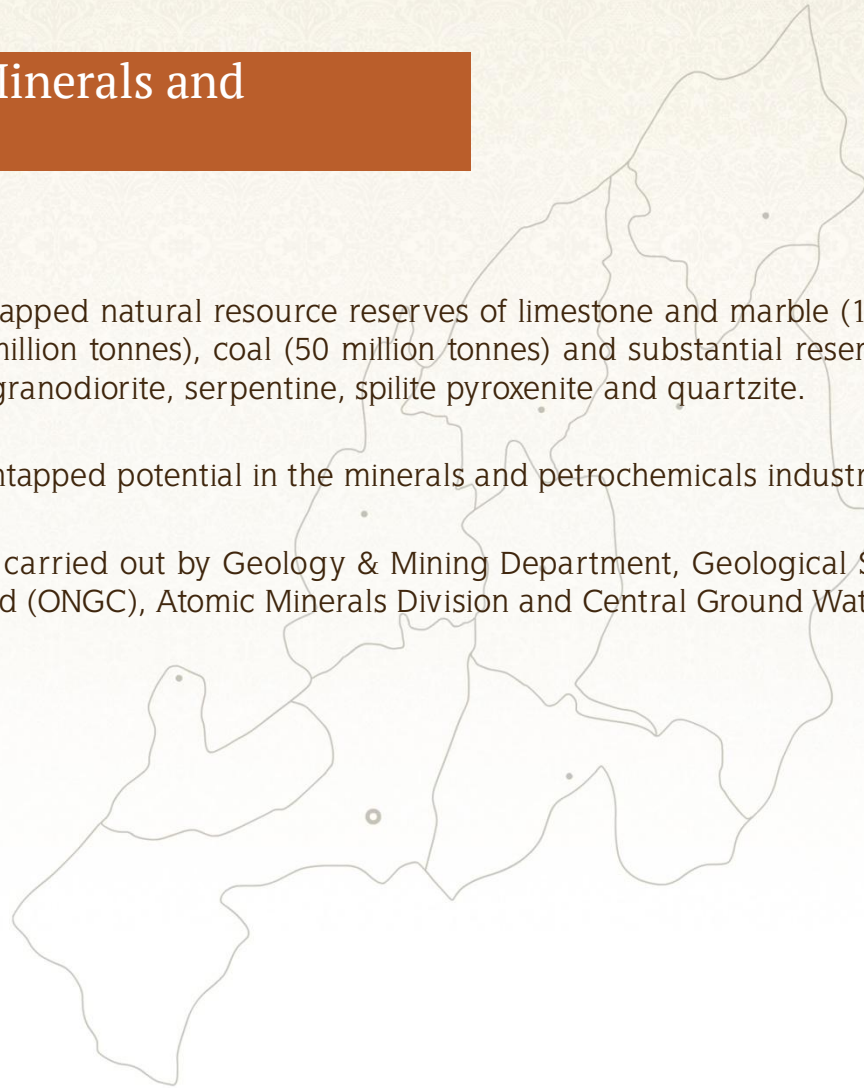 Minerals and
apped natural resource reserves of limestone and marble (1
million tonnes), coal (50 million tonnes) and substantial reser
granodiorite, serpentine, spilite pyroxenite and quartzite.
ntapped potential in the minerals and petrochemicals industr
carried out by Geology & Mining Department, Geological S
d (ONGC), Atomic Minerals Division and Central Ground Wat